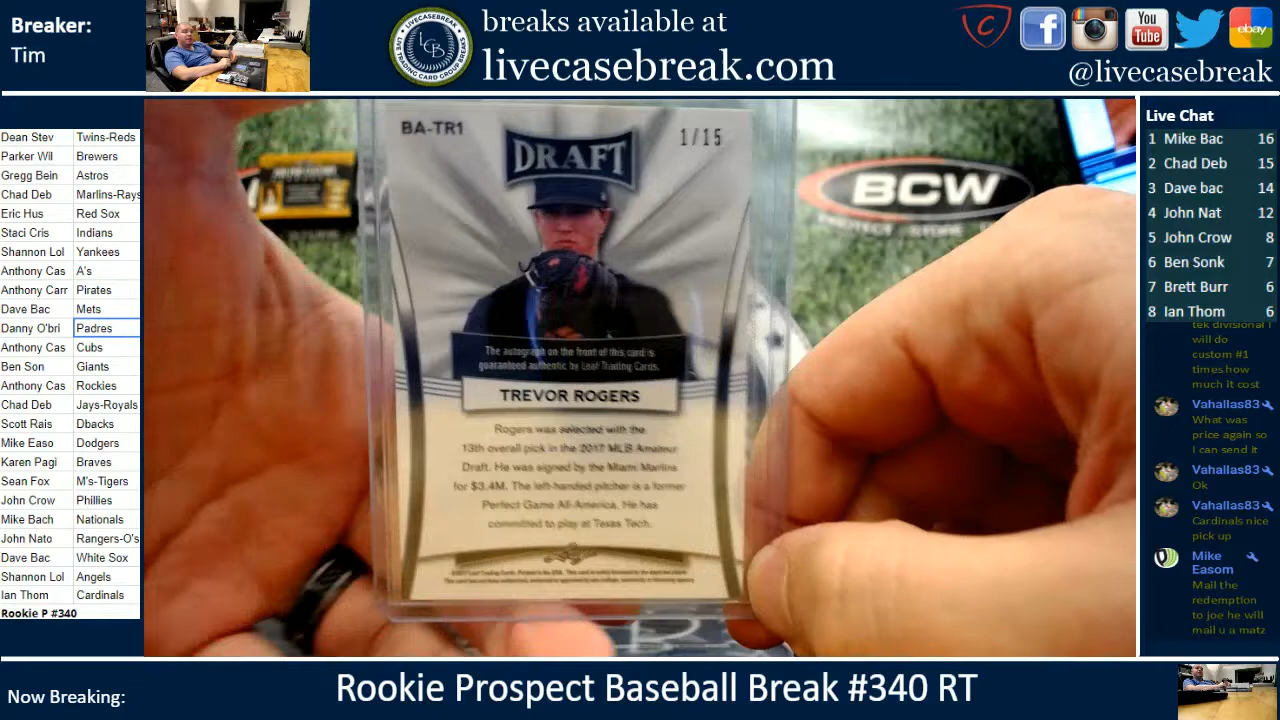 Breaker:
Tim
breaks available at
livecasebreak.com
LCB
You
Tube
ebay
@livecasebreak
Dean Stev Twins-Reds
Parker Wil Brewers
Gregg Bein Astros
Chad Deb Marlins-Rays
Eric Hus Red Sox
Staci Cris Indians
Shannon Lol Yankees
Anthony Cas A's
Anthony Carr Pirates
Dave Bac Mets
Danny O'bri Padres
Anthony Cas Cubs
Ben Son Giants
Anthony Cas Rockies
Chad Deb Jays-Royals
Scott Rais Dbacks
Mike Easo Dodgers
Karen Pagi Braves
Sean Fox M's-Tigers
John Crow Phillies
Mike Bach Nationals
John Nato Rangers-O's
Dave Bac White Sox
Shannon Lol Angels
Ian Thom Cardinals
Rookie P #340
BA-TR1
1/15
DRAFT
The autograph on the front of this card is
guaranteed authentic by Leaf Trading Cards.
TREVOR ROGERS
Rogers was selected with the
13th overall pick in the 2017 MLB Amateur
Draft. He was signed by the Miami Marlins
for $3.4M. The left-handed pitcher is a former
Perfect Game All-America. He has
committed to play at Texas Tech.
BCW
Live Chat
1 Mike Bac 16
2 Chad Deb 15
3 Dave bac 14
4 John Nat 12
5 John Crow 8
6 Ben Sonk 7
7 Brett Burr 6
8 Ian Thom 6
tek divisional I
will do
custom #1
times how
much it cost
Vahallas83
What was
price again so
I can send it
Vahallas83
Ok
Vahallas83
Cardinals nice
pick up
Mike
Easom
Mail the
redemption
to joe he will
mail u a matz
Now Breaking:
Rookie Prospect Baseball Break #340 RT